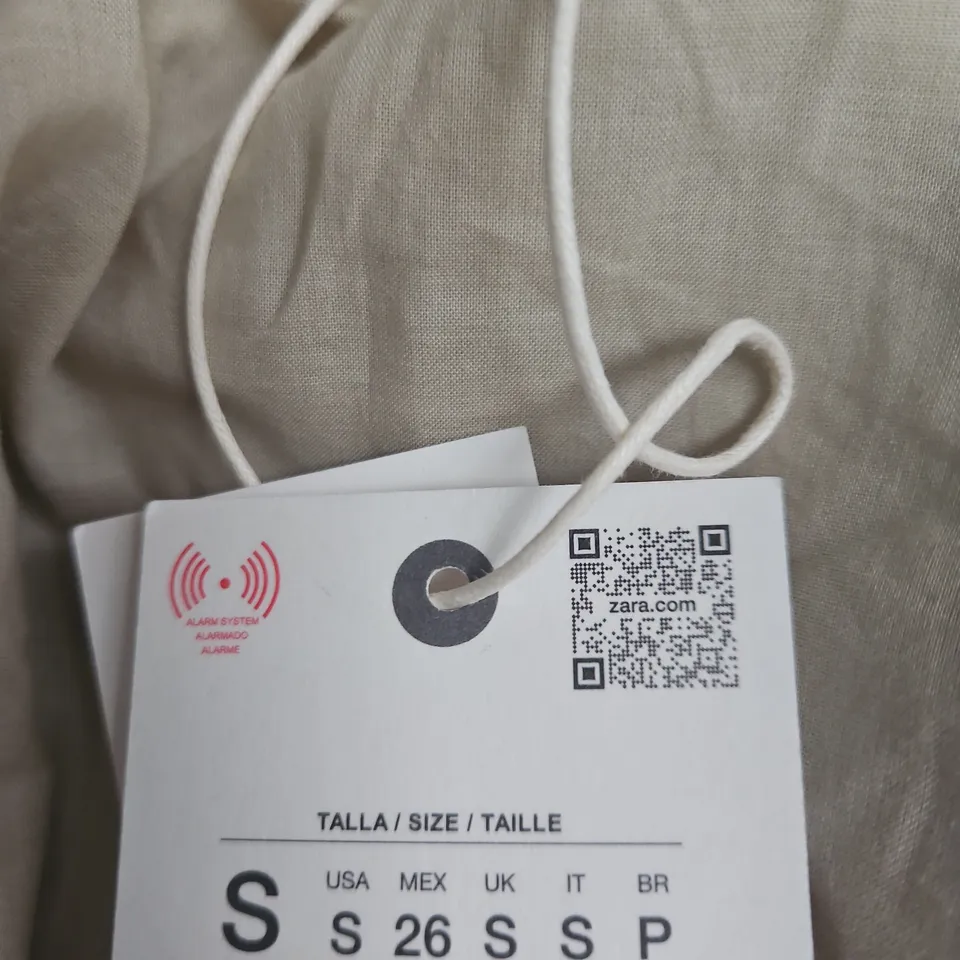 ALARM SYSTEM
ALARMADO
ALARME
zara.com
TALLA / SIZE / TAILLE
USA MEX UK IT BR
S S 26 S S P